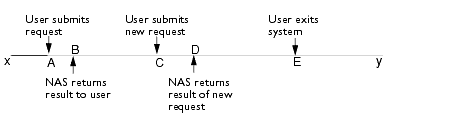 User submits
request
User submits
new request
User exits
system
B
D
x
A
C
E
y
NAS returns
result to user
NAS returns
result of new
request